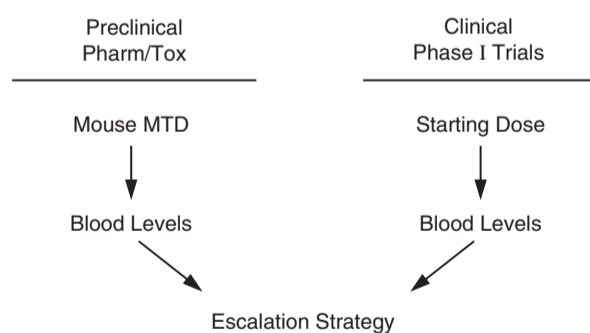 Preclinical
Pharm/Tox
Clinical
Phase I Trials
Mouse MTD
Starting Dose
Blood Levels
Blood Levels
Escalation Strategy